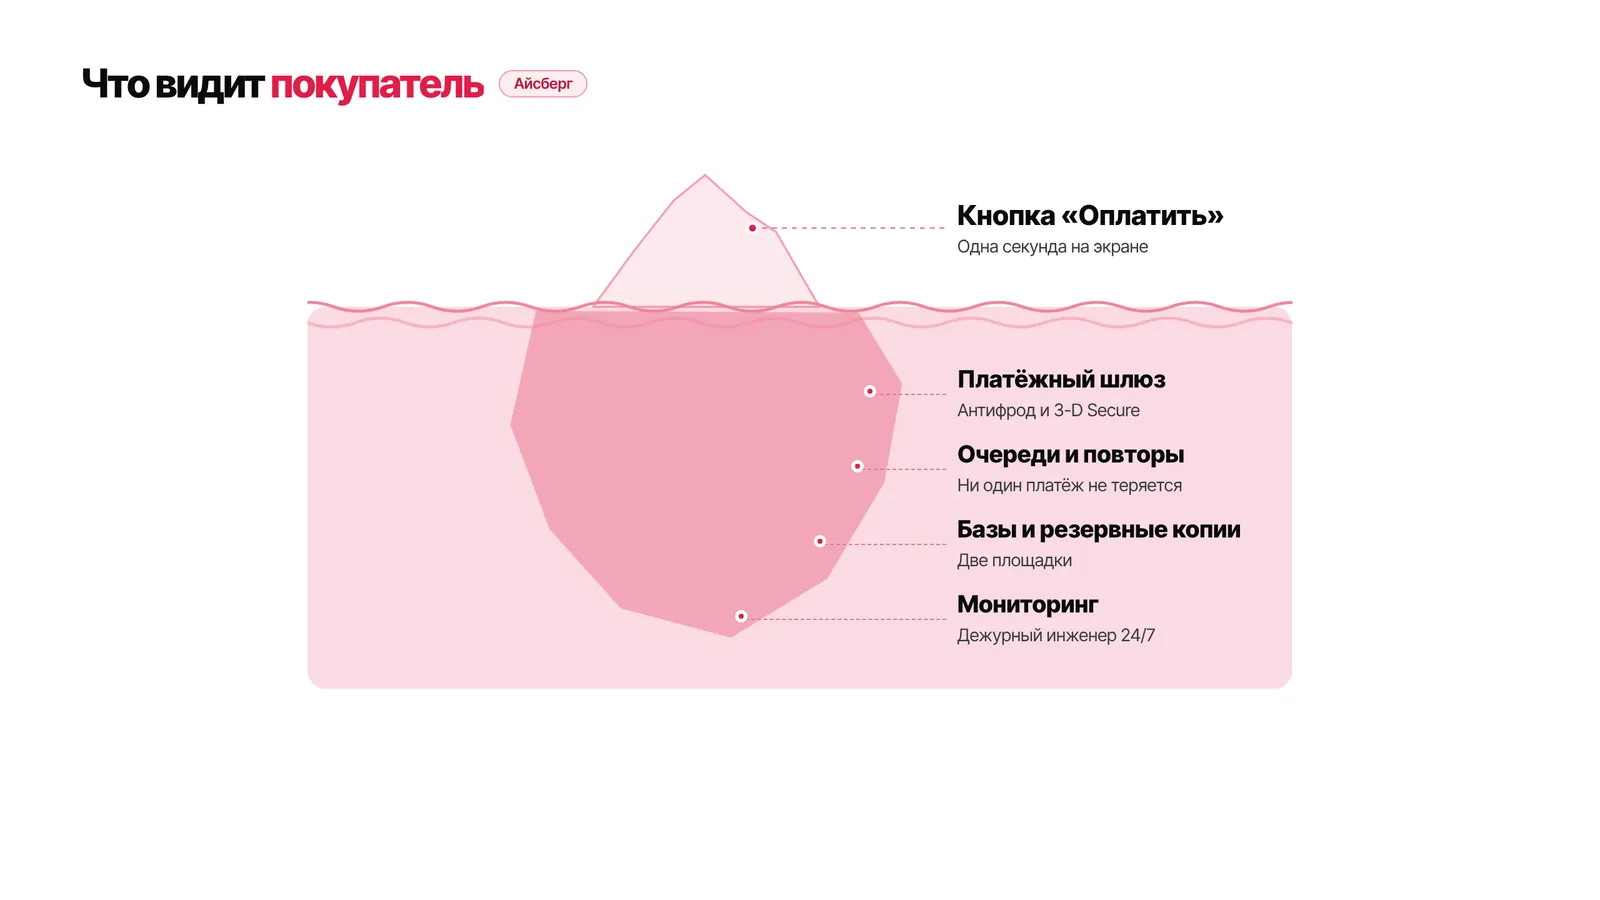 Что видит покупатель
Айсберг
Кнопка «Оплатить»
Одна секунда на экране
Платёжный шлюз
Антифрод и 3-D Secure
Очереди и повторы
Ни один платёж не теряется
Базы и резервные копии
Две площадки
Мониторинг
Дежурный инженер 24/7